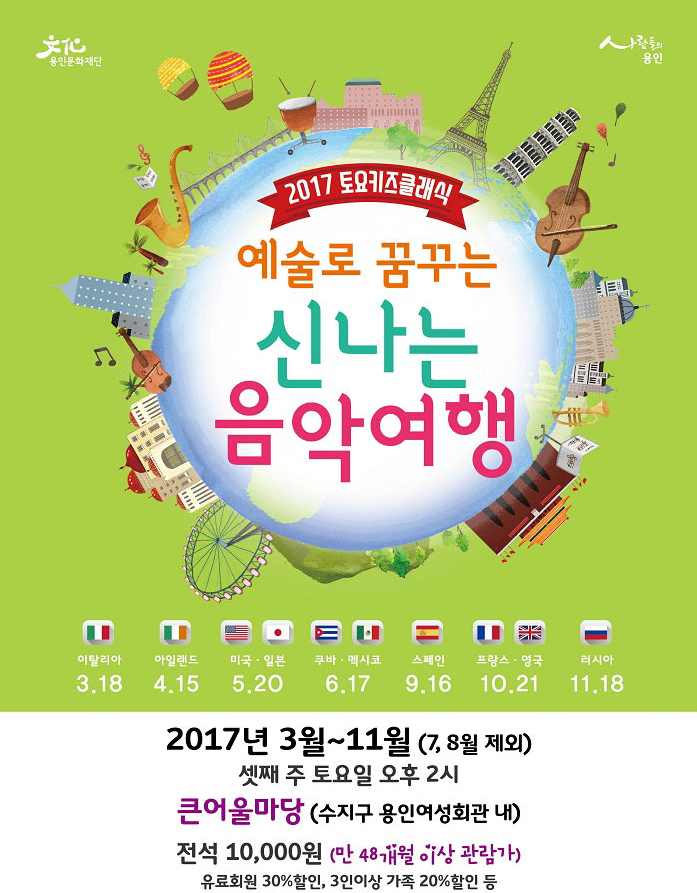 文化
용인문화재단
사람들의
용인
2017 토요키즈클래식
예술로 꿈꾸는
신나는
음악여행
이탈리아 아일랜드 미국·일본 쿠바·멕시코 스페인 프랑스·영국 러시아
3.18 4.15 5.20 6.17 9.16 10.21 11.18
2017년 3월~11월 (7, 8월 제외)
셋째 주 토요일 오후 2시
큰어울마당 (수지구 용인여성회관 내)
전석 10,000원 (만 48개월 이상 관람가)
유료회원 30%할인, 3인이상 가족 20%할인 등